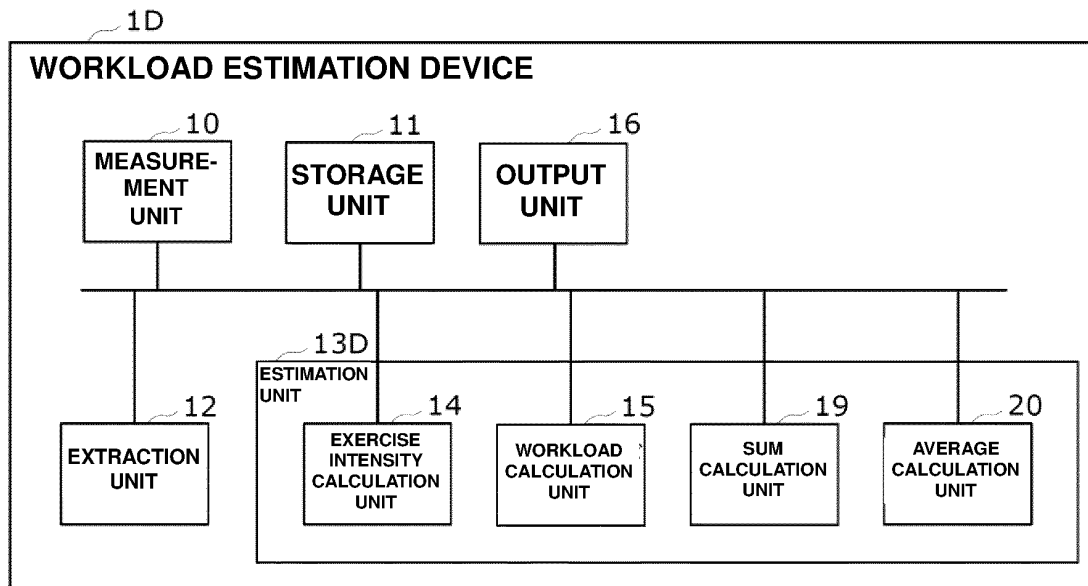 1D
WORKLOAD ESTIMATION DEVICE
10
MEASURE-
MENT
UNIT
11
STORAGE
UNIT
16
OUTPUT
UNIT
13D
ESTIMATION
UNIT
12
EXTRACTION
UNIT
14
EXERCISE
INTENSITY
CALCULATION
UNIT
15
WORKLOAD
CALCULATION
UNIT
19
SUM
CALCULATION
UNIT
20
AVERAGE
CALCULATION
UNIT